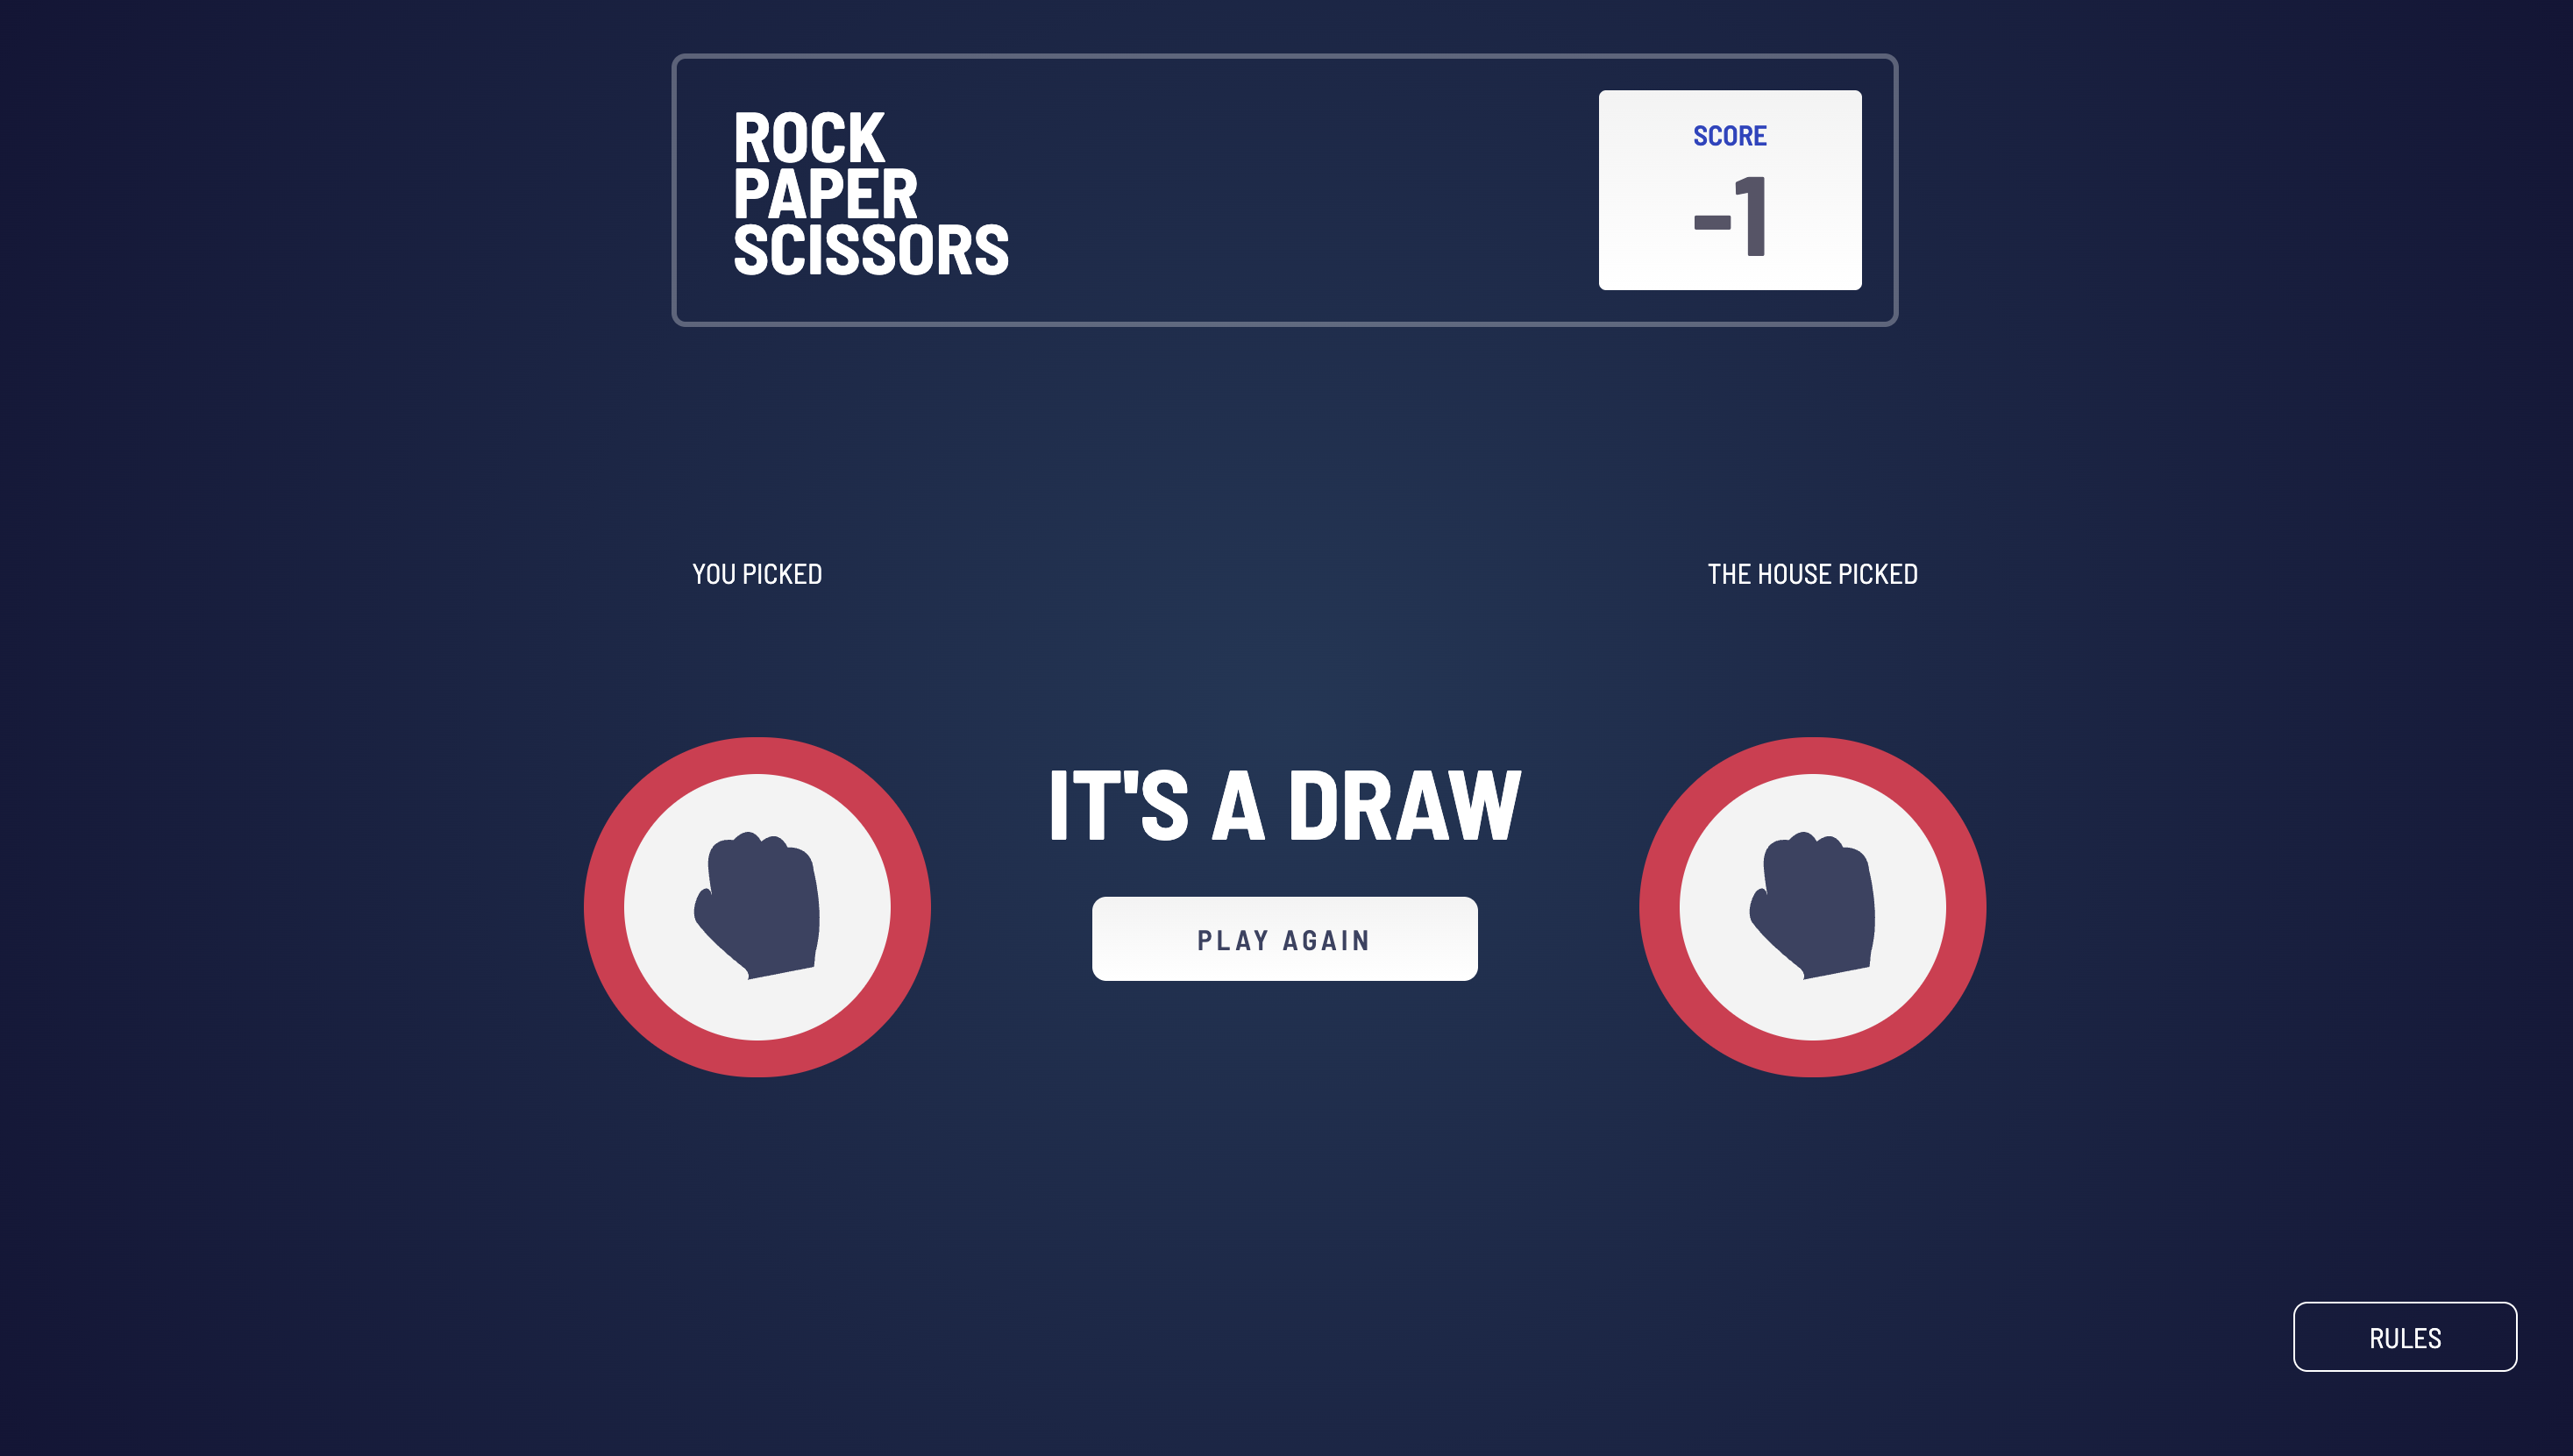 ROCK
PAPER
SCISSORS
SCORE
-1
YOU PICKED
THE HOUSE PICKED
IT'S A DRAW
PLAY AGAIN
RULES